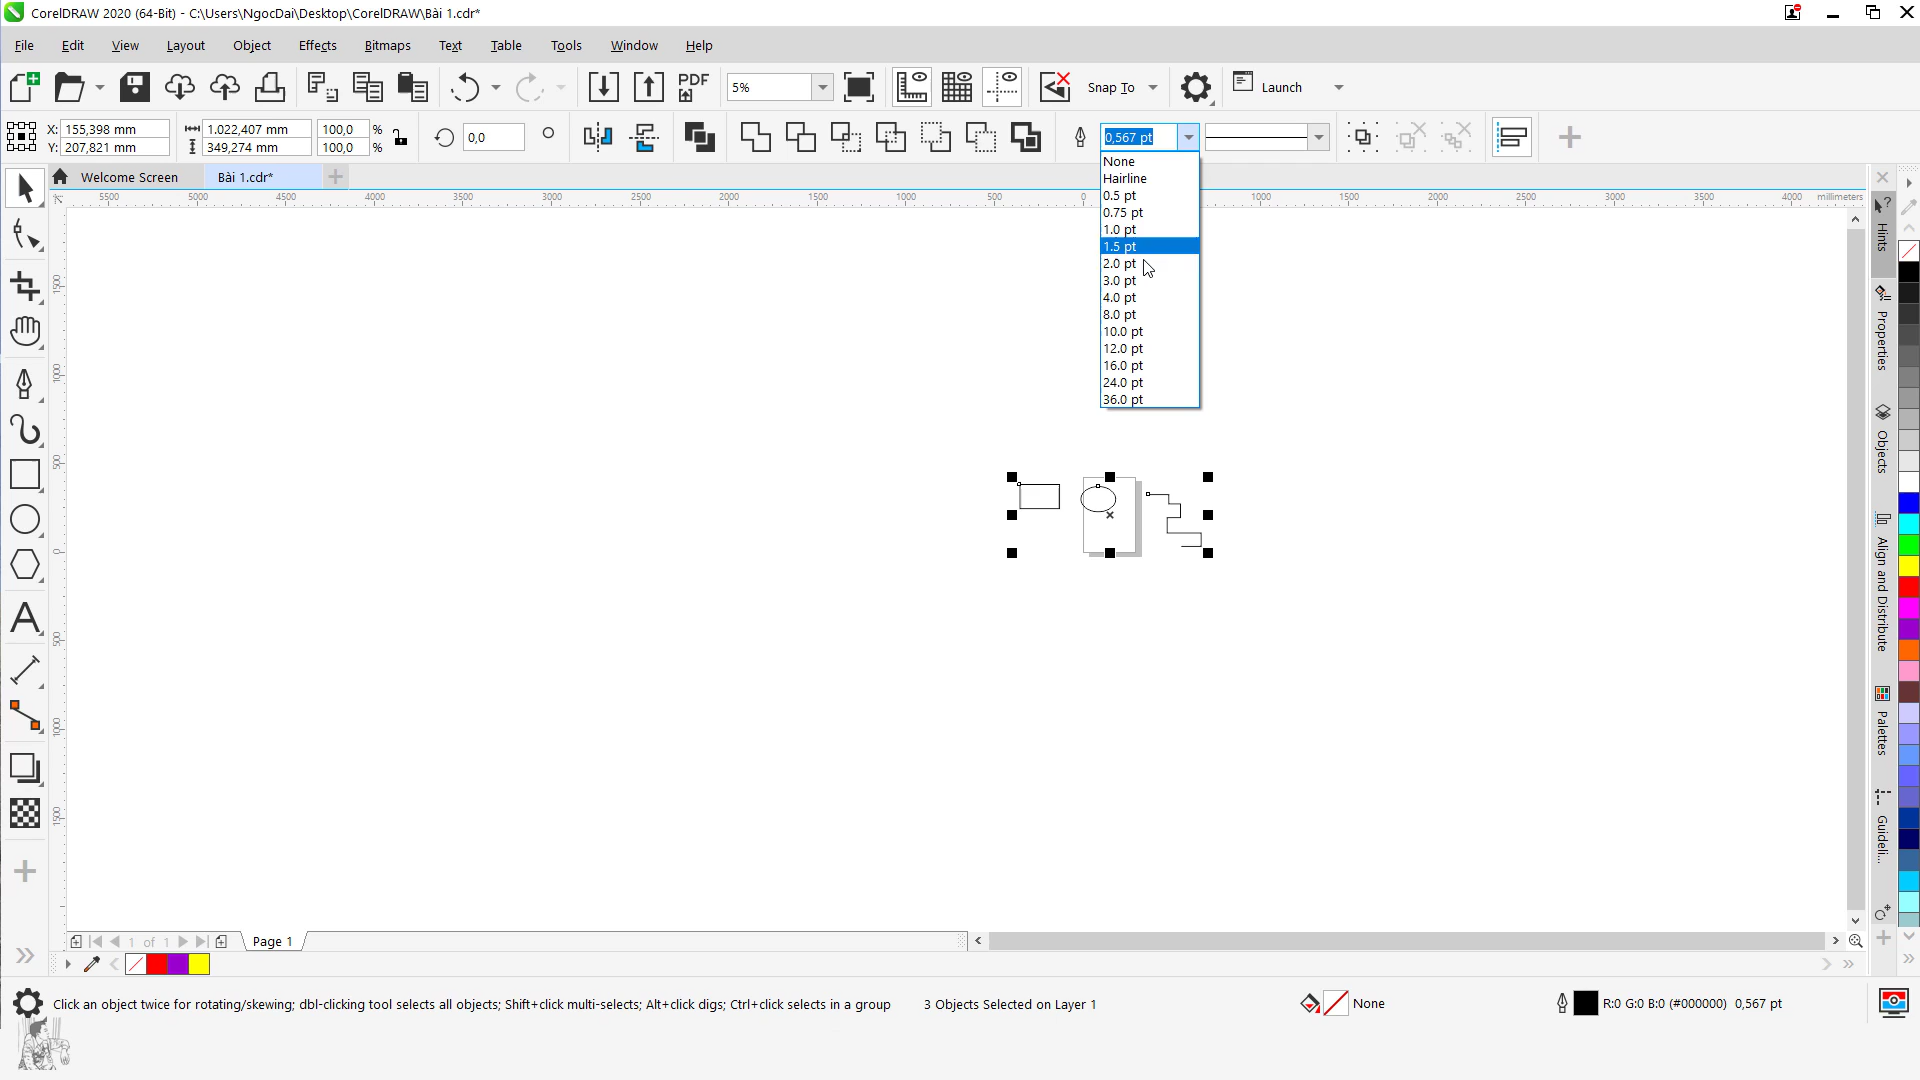 CorelDRAW 2020 (64-Bit) - C:\Users\NgocDai\Desktop\CorelDRAW\Bài 1.cdr*
File Edit View Layout Object Effects Bitmaps Text Table Tools Window Help
PDF 5% Snap To Launch
X: 155,398 mm 1.022,407 mm 100,0 % 0,0 0,567 pt
Y: 207,821 mm 349,274 mm 100,0 %
Welcome Screen Bài 1.cdr*
5500 5000 4500 4000 3500 3000 2500 2000 1500 1000 500 0 1000 1500 2000 2500 3000 3500 4000 millimeters
None
Hairline
0.5 pt
0.75 pt
1.0 pt
1.5 pt
2.0 pt
3.0 pt
4.0 pt
8.0 pt
10.0 pt
12.0 pt
16.0 pt
24.0 pt
36.0 pt
1500
1000
500
0
500
1000
1500
Hints
Properties
Objects
Align and Distribute
Palettes
Guideli...
1 of 1 Page 1
Click an object twice for rotating/skewing; dbl-clicking tool selects all objects; Shift+click multi-selects; Alt+click digs; Ctrl+click selects in a group 3 Objects Selected on Layer 1 None R:0 G:0 B:0 (#000000) 0,567 pt